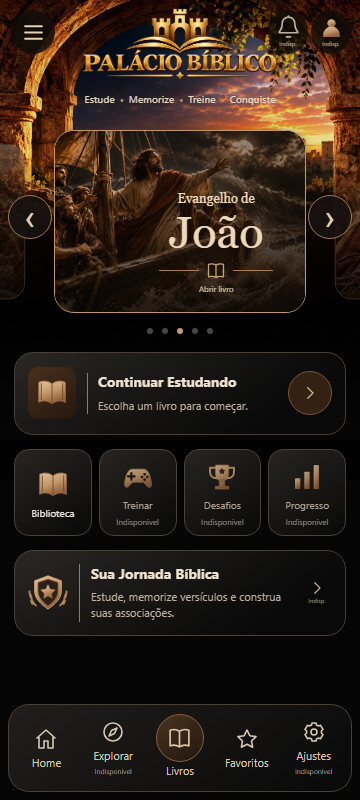 PALÁCIO BÍBLICO
Indisp.
Indisp.
Estude • Memorize • Treine • Conquiste
Evangelho de
João
Abrir livro
Continuar Estudando
Escolha um livro para começar.
Biblioteca
Treinar
Indisponível
Desafios
Indisponível
Progresso
Indisponível
Sua Jornada Bíblica
Estude, memorize versículos e construa
suas associações.
Indisp.
Home
Explorar
Indisponível
Livros
Favoritos
Ajustes
Indisponível